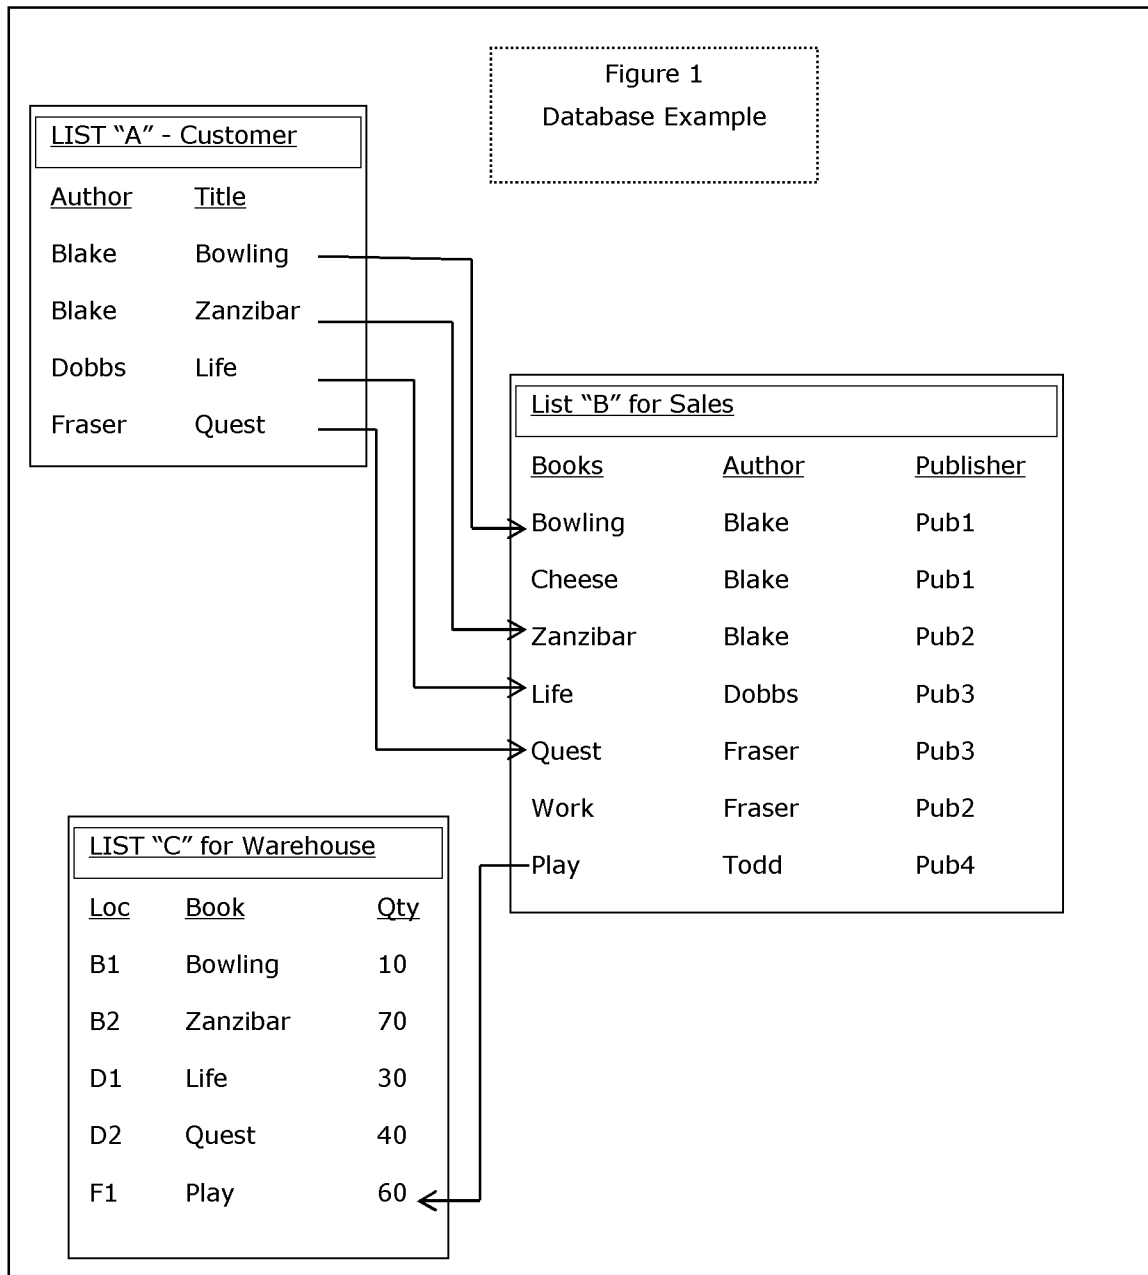 Figure 1
Database Example
LIST “A” - Customer
Author Title
Blake Bowling
Blake Zanzibar
Dobbs Life
Fraser Quest
List “B” for Sales
Books Author Publisher
Bowling Blake Pub1
Cheese Blake Pub1
Zanzibar Blake Pub2
Life Dobbs Pub3
Quest Fraser Pub3
Work Fraser Pub2
Play Todd Pub4
LIST “C” for Warehouse
Loc Book Qty
B1 Bowling 10
B2 Zanzibar 70
D1 Life 30
D2 Quest 40
F1 Play 60